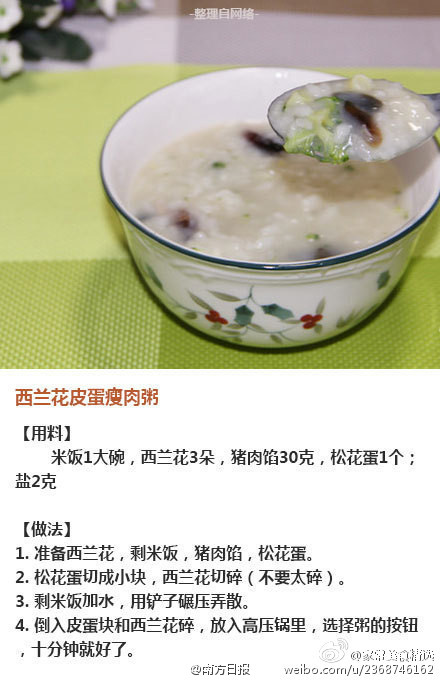 -整理自网络-
西兰花皮蛋瘦肉粥
【用料】
米饭1大碗，西兰花3朵，猪肉馅30克，松花蛋1个；
盐2克
【做法】
1. 准备西兰花，剩米饭，猪肉馅，松花蛋。
2. 松花蛋切成小块，西兰花切碎（不要太碎）。
3. 剩米饭加水，用铲子碾压弄散。
4. 倒入皮蛋块和西兰花碎，放入高压锅里，选择粥的按钮
，十分钟就好了。
@南方日报
weibo.com/u/2368746162